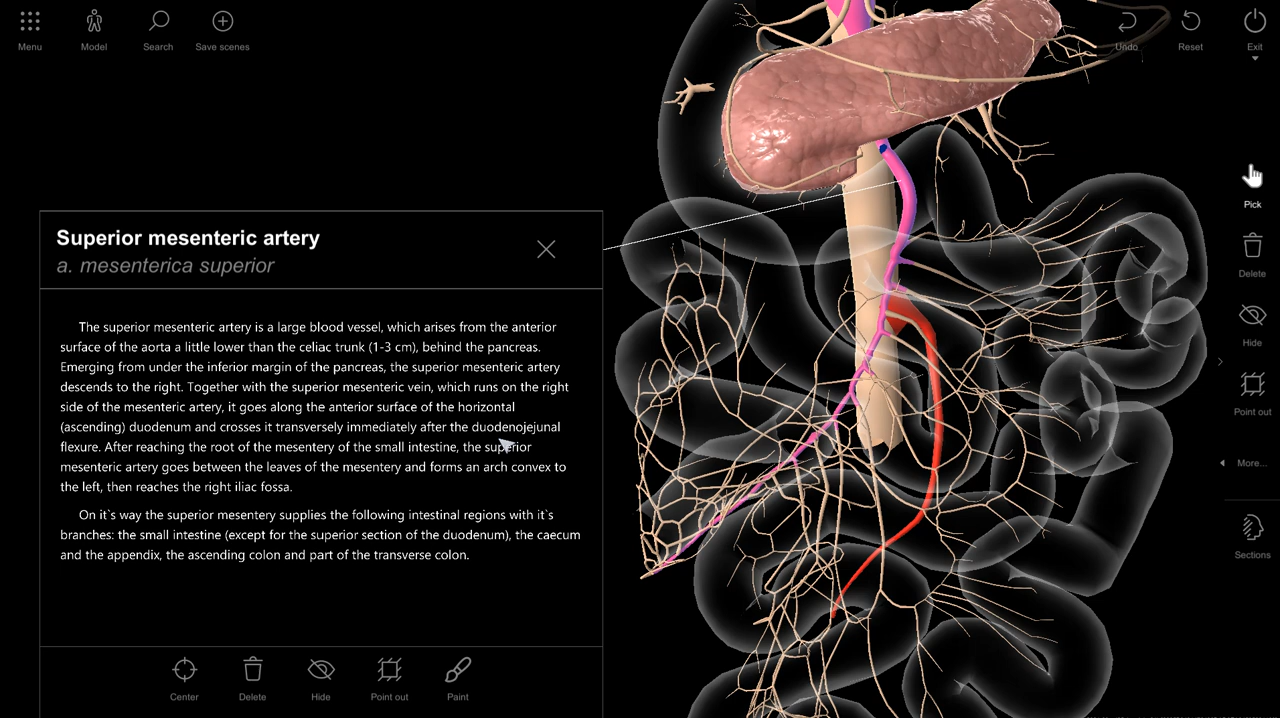 Menu
Model
Search
Save scenes
Undo
Reset
Exit
Pick
Delete
Hide
Point out
More...
Sections
Superior mesenteric artery
a. mesenterica superior
The superior mesenteric artery is a large blood vessel, which arises from the anterior
surface of the aorta a little lower than the celiac trunk (1-3 cm), behind the pancreas.
Emerging from under the inferior margin of the pancreas, the superior mesenteric artery
descends to the right. Together with the superior mesenteric vein, which runs on the right
side of the mesenteric artery, it goes along the anterior surface of the horizontal
(ascending) duodenum and crosses it transversely immediately after the duodenojejunal
flexure. After reaching the root of the mesentery of the small intestine, the superior
mesenteric artery goes between the leaves of the mesentery and forms an arch convex to
the left, then reaches the right iliac fossa.
On it`s way the superior mesentery supplies the following intestinal regions with it`s
branches: the small intestine (except for the superior section of the duodenum), the caecum
and the appendix, the ascending colon and part of the transverse colon.
Center
Delete
Hide
Point out
Paint